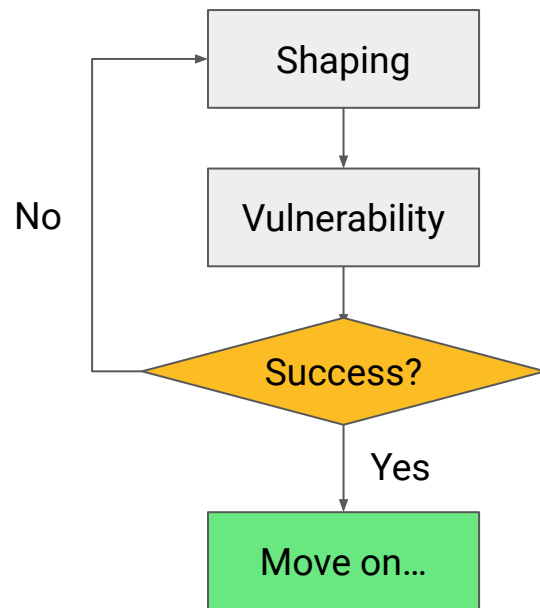 Shaping
No
Vulnerability
Success?
Yes
Move on…